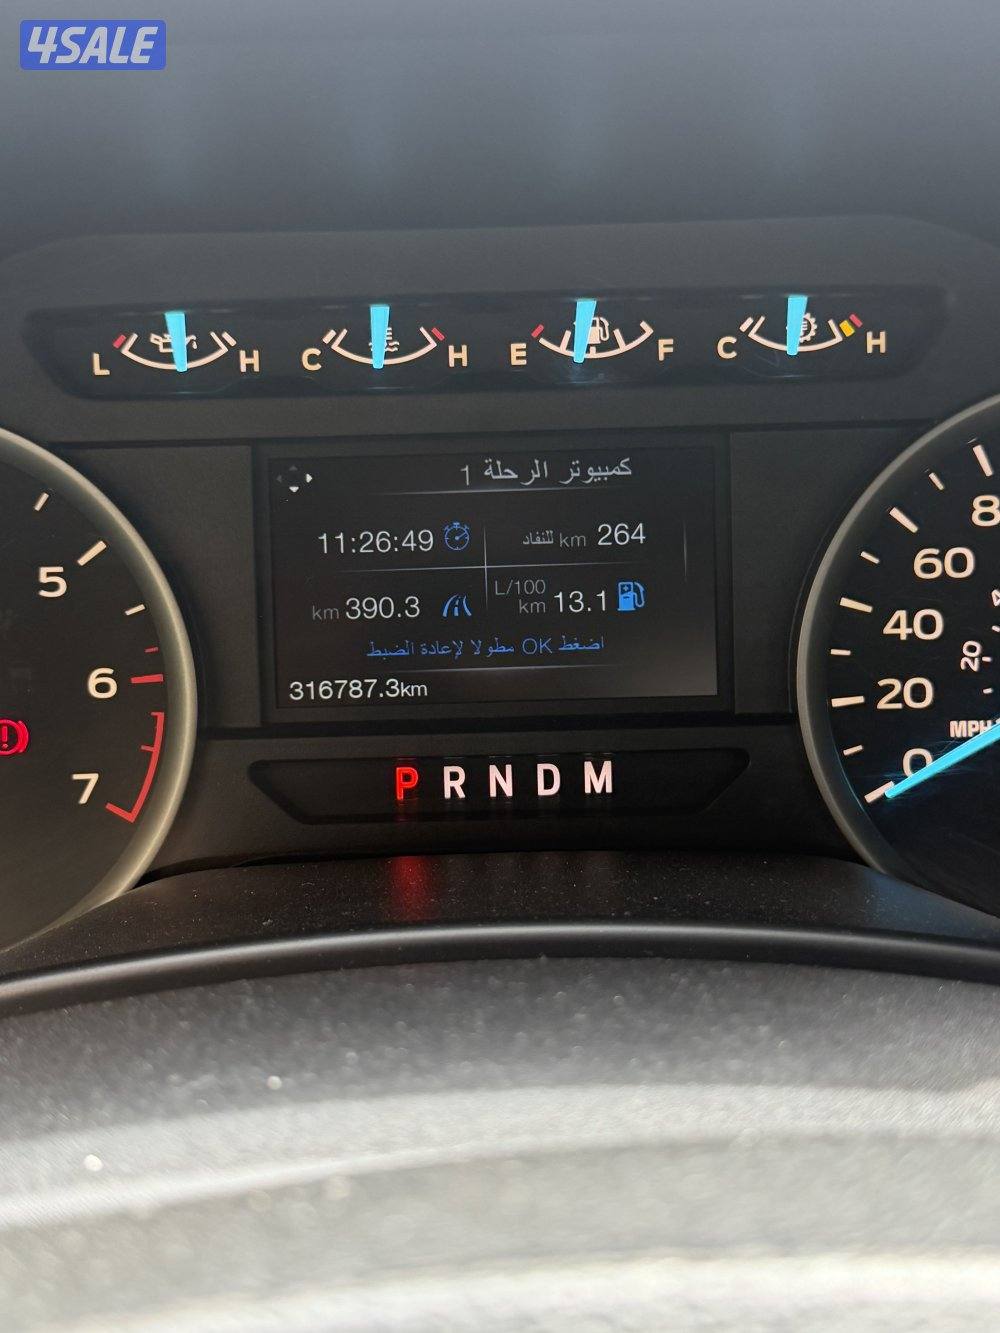 4SALE
L H C H E F C H
كمبيوتر الرحلة 1
11:26:49
264 km للنفاد
km 390.3
L/100 km 13.1
اضغط OK مطولا لإعادة الضبط
316787.3km
P R N D M
5
6
7
8
60
40
20
0
20
MPH